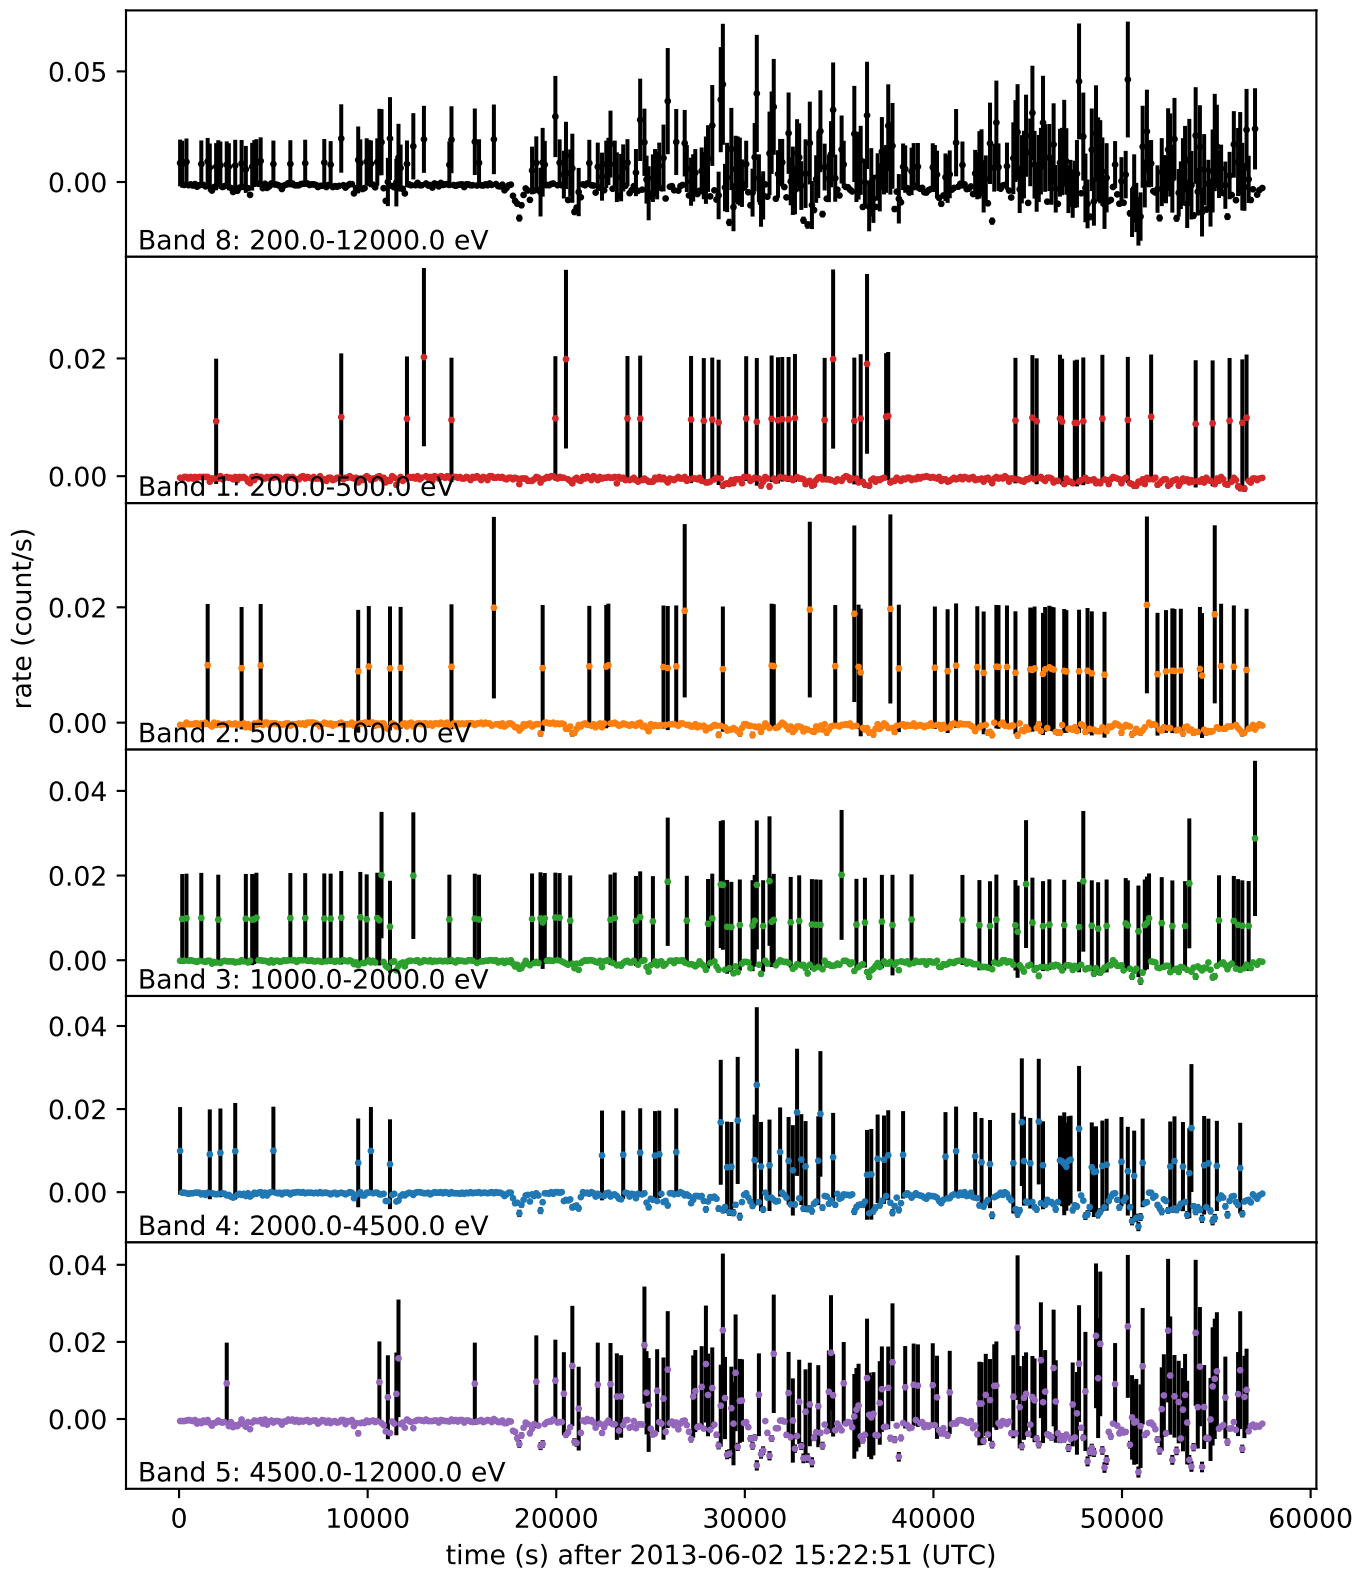 0.05
0.00
Band 8: 200.0-12000.0 eV
0.02
0.00
Band 1: 200.0-500.0 eV
rate (count/s)
0.02
0.00
Band 2: 500.0-1000.0 eV
0.04
0.02
0.00
Band 3: 1000.0-2000.0 eV
0.04
0.02
0.00
Band 4: 2000.0-4500.0 eV
0.04
0.02
0.00
Band 5: 4500.0-12000.0 eV
0 10000 20000 30000 40000 50000 60000
time (s) after 2013-06-02 15:22:51 (UTC)